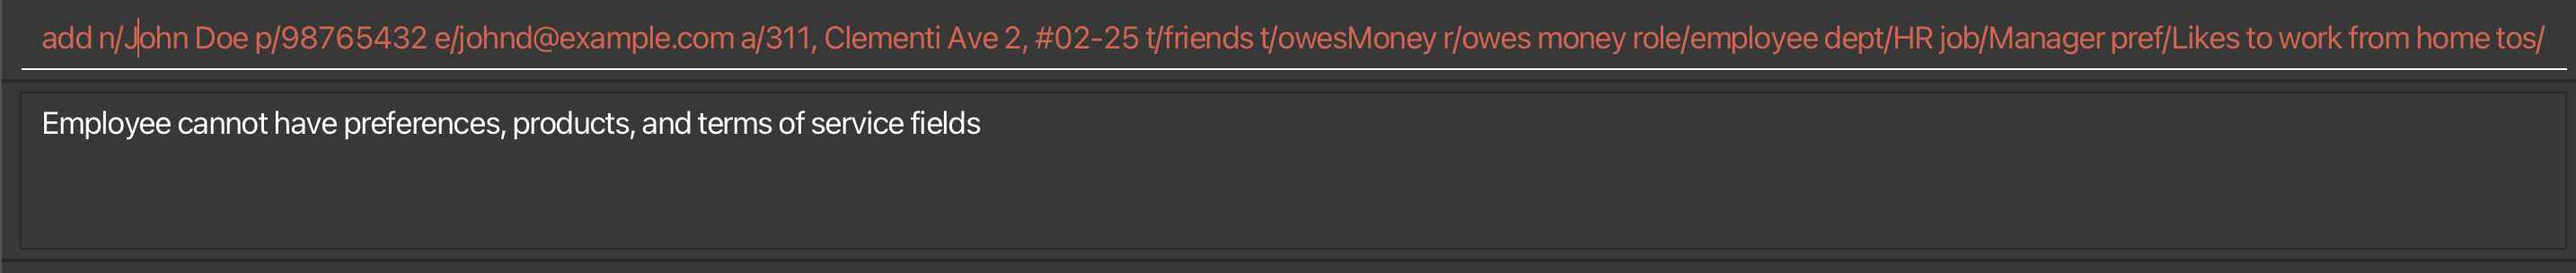 add n/John Doe p/98765432 e/johnd@example.com a/311, Clementi Ave 2, #02-25 t/friends t/owesMoney r/owes money role/employee dept/HR job/Manager pref/Likes to work from home tos/
Employee cannot have preferences, products, and terms of service fields